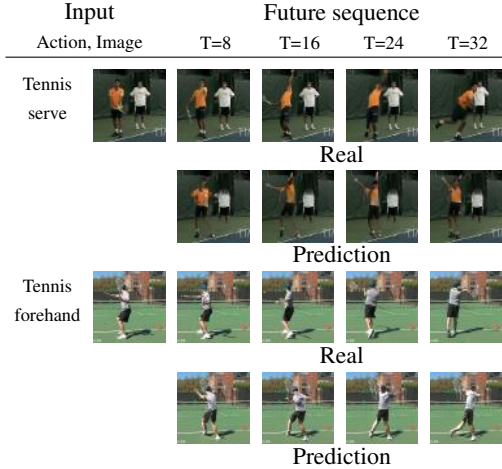 Input Future sequence
Action, Image T=8 T=16 T=24 T=32
Tennis
serve
Real
Prediction
Tennis
forehand
Real
Prediction